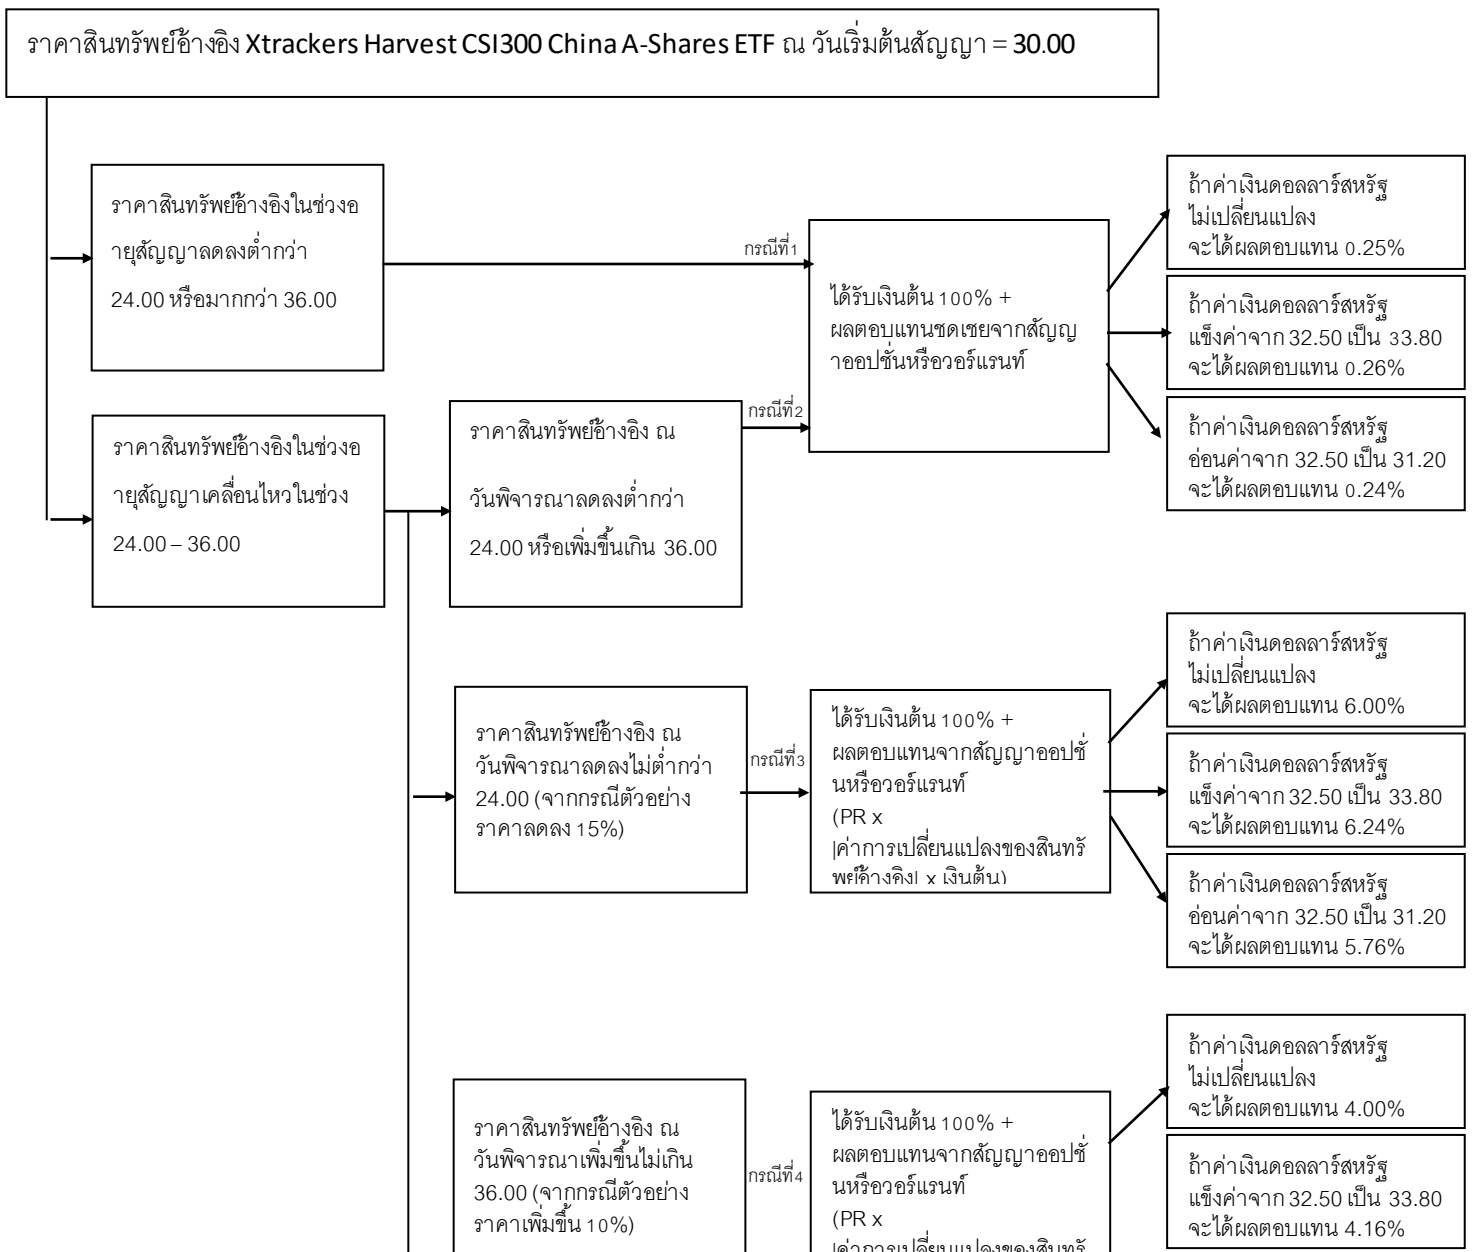 ราคาสินทรัพย์อ้างอิง Xtrackers Harvest CSI300 China A-Shares ETF ณ วันเริ่มต้นสัญญา = 30.00
ราคาสินทรัพย์อ้างอิงในช่วงอ
ายุสัญญาลดลงต่ำกว่า
24.00 หรือมากกว่า 36.00
กรณีที่1
ได้รับเงินต้น 100% +
ผลตอบแทนชดเชยจากสัญญ
าออปชั่นหรือวอร์แรนท์
ถ้าค่าเงินดอลลาร์สหรัฐ
ไม่เปลี่ยนแปลง
จะได้ผลตอบแทน 0.25%
ถ้าค่าเงินดอลลาร์สหรัฐ
แข็งค่าจาก 32.50 เป็น 33.80
จะได้ผลตอบแทน 0.26%
ถ้าค่าเงินดอลลาร์สหรัฐ
อ่อนค่าจาก 32.50 เป็น 31.20
จะได้ผลตอบแทน 0.24%
ราคาสินทรัพย์อ้างอิงในช่วงอ
ายุสัญญาเคลื่อนไหวในช่วง
24.00 – 36.00
ราคาสินทรัพย์อ้างอิง ณ
วันพิจารณาลดลงต่ำกว่า
24.00 หรือเพิ่มขึ้นเกิน 36.00
กรณีที่2
ราคาสินทรัพย์อ้างอิง ณ
วันพิจารณาลดลงไม่ต่ำกว่า
24.00 (จากกรณีตัวอย่าง
ราคาลดลง 15%)
กรณีที่3
ได้รับเงินต้น 100% +
ผลตอบแทนจากสัญญาออปชั่
นหรือวอร์แรนท์
(PR x
|ค่าการเปลี่ยนแปลงของสินทรั
พย์อ้างอิง| x เงินต้น)
ถ้าค่าเงินดอลลาร์สหรัฐ
ไม่เปลี่ยนแปลง
จะได้ผลตอบแทน 6.00%
ถ้าค่าเงินดอลลาร์สหรัฐ
แข็งค่าจาก 32.50 เป็น 33.80
จะได้ผลตอบแทน 6.24%
ถ้าค่าเงินดอลลาร์สหรัฐ
อ่อนค่าจาก 32.50 เป็น 31.20
จะได้ผลตอบแทน 5.76%
ราคาสินทรัพย์อ้างอิง ณ
วันพิจารณาเพิ่มขึ้นไม่เกิน
36.00 (จากกรณีตัวอย่าง
ราคาเพิ่มขึ้น 10%)
กรณีที่4
ได้รับเงินต้น 100% +
ผลตอบแทนจากสัญญาออปชั่
นหรือวอร์แรนท์
(PR x
|ค่าการเปลี่ยนแปลงของสินทรั
ถ้าค่าเงินดอลลาร์สหรัฐ
ไม่เปลี่ยนแปลง
จะได้ผลตอบแทน 4.00%
ถ้าค่าเงินดอลลาร์สหรัฐ
แข็งค่าจาก 32.50 เป็น 33.80
จะได้ผลตอบแทน 4.16%